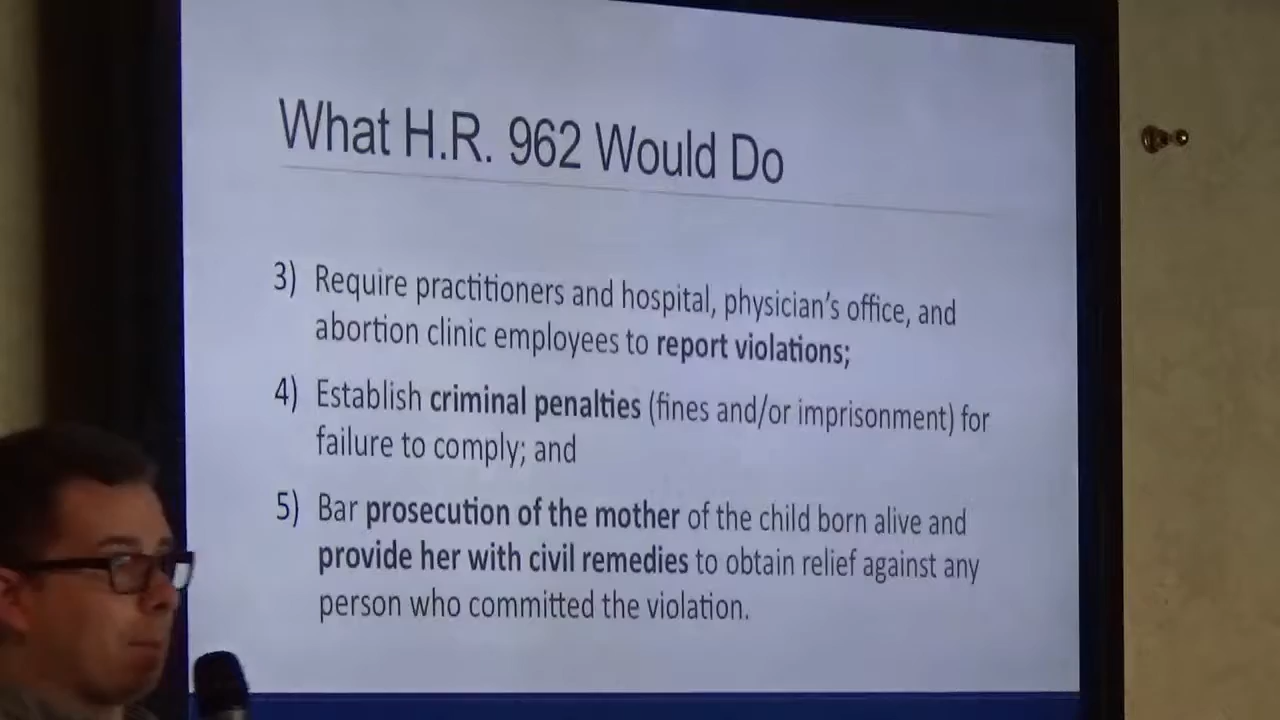 What H.R. 962 Would Do
3) Require practitioners and hospital, physician's office, and
abortion clinic employees to report violations;
4) Establish criminal penalties (fines and/or imprisonment) for
failure to comply; and
5) Bar prosecution of the mother of the child born alive and
provide her with civil remedies to obtain relief against any
person who committed the violation.